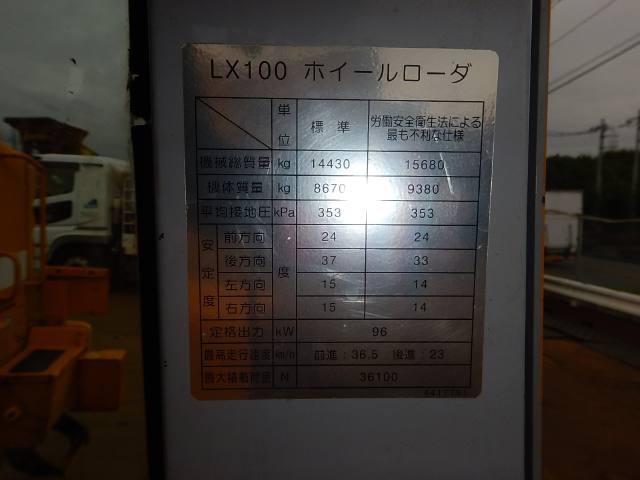 LX100 ホイールローダ
単位 標準 労働安全衛生法による
最も不利な仕様
機械総質量 kg 14430 15680
機体質量 kg 8670 9380
平均接地圧 kPa 353 353
安定度 前方向 度 24 24
後方向 37 33
左方向 15 14
右方向 15 14
定格出力 kW 96
最高走行速度 km/h 前進：36.5 後進：23
最大積載荷重 N 36100